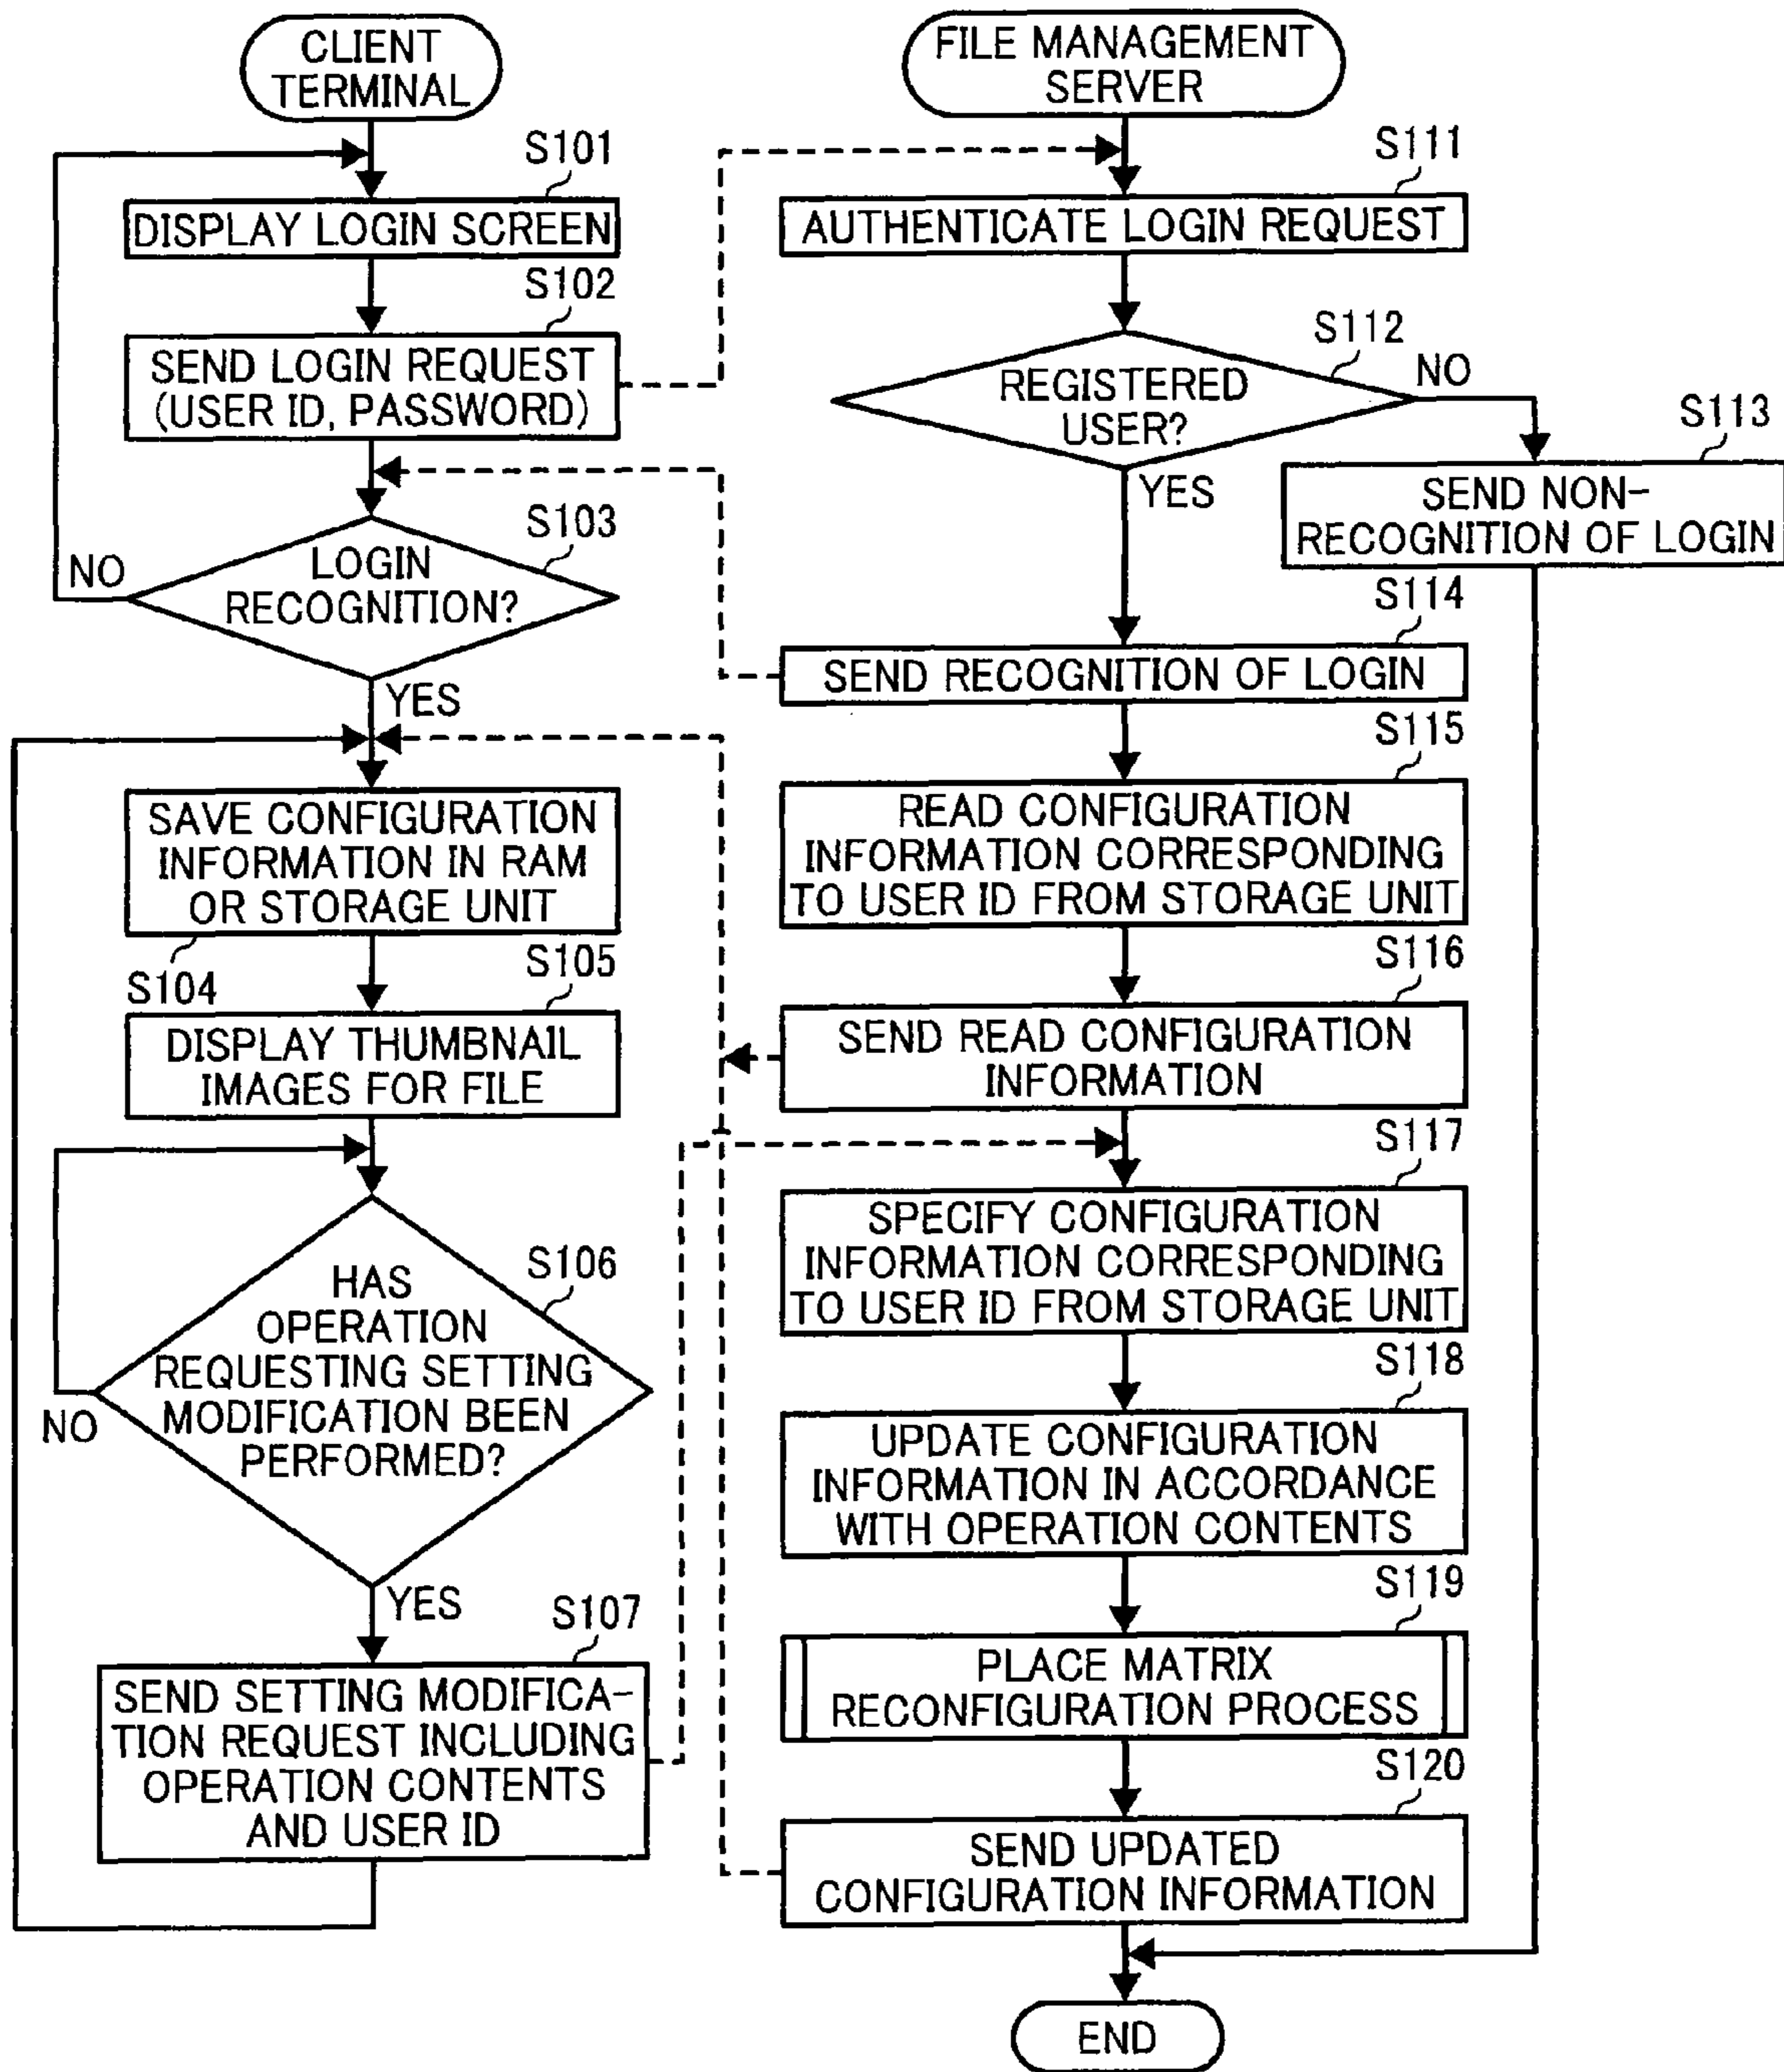 CLIENT
TERMINAL
S101
DISPLAY LOGIN SCREEN
S102
SEND LOGIN REQUEST
(USER ID, PASSWORD)
S103
LOGIN
RECOGNITION?
NO
YES
SAVE CONFIGURATION
INFORMATION IN RAM
OR STORAGE UNIT
S104
S105
DISPLAY THUMBNAIL
IMAGES FOR FILE
S106
HAS
OPERATION
REQUESTING SETTING
MODIFICATION BEEN
PERFORMED?
NO
YES
S107
SEND SETTING MODIFICA-
TION REQUEST INCLUDING
OPERATION CONTENTS
AND USER ID
FILE MANAGEMENT
SERVER
S111
AUTHENTICATE LOGIN REQUEST
S112
REGISTERED
USER?
NO
YES
S113
SEND NON-
RECOGNITION OF LOGIN
S114
SEND RECOGNITION OF LOGIN
S115
READ CONFIGURATION
INFORMATION CORRESPONDING
TO USER ID FROM STORAGE UNIT
S116
SEND READ CONFIGURATION
INFORMATION
S117
SPECIFY CONFIGURATION
INFORMATION CORRESPONDING
TO USER ID FROM STORAGE UNIT
S118
UPDATE CONFIGURATION
INFORMATION IN ACCORDANCE
WITH OPERATION CONTENTS
S119
PLACE MATRIX
RECONFIGURATION PROCESS
S120
SEND UPDATED
CONFIGURATION INFORMATION
END